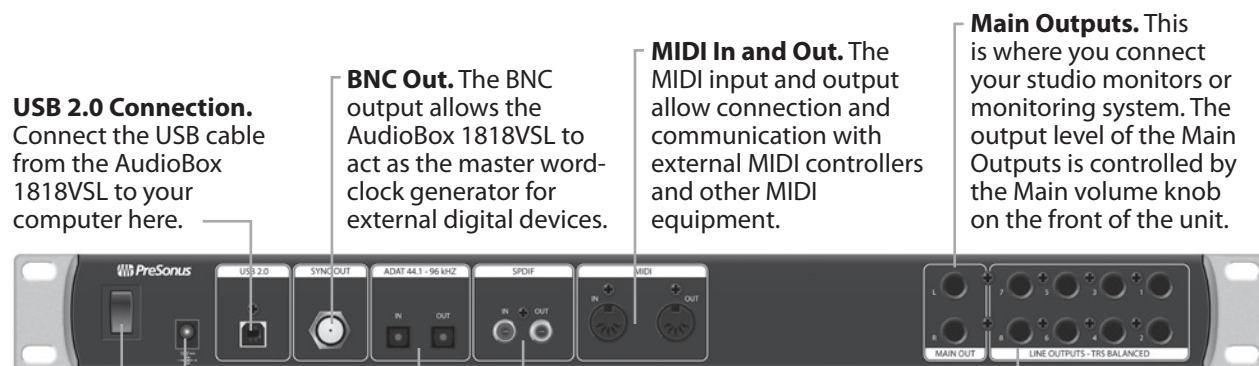 USB 2.0 Connection.
Connect the USB cable
from the AudioBox
1818VSL to your
computer here.
BNC Out. The BNC
output allows the
AudioBox 1818VSL to
act as the master word-
clock generator for
external digital devices.
MIDI In and Out. The
MIDI input and output
allow connection and
communication with
external MIDI controllers
and other MIDI
equipment.
Main Outputs. This
is where you connect
your studio monitors or
monitoring system. The
output level of the Main
Outputs is controlled by
the Main volume knob
on the front of the unit.
PreSonus
USB 2.0
SYNC OUT
ADAT 44.1 - 96 kHZ
IN OUT
SPDIF
IN OUT
MIDI
IN OUT
L
R
MAIN OUT
7 5 3 1
8 6 4 2
LINE OUTPUTS - TRS BALANCED